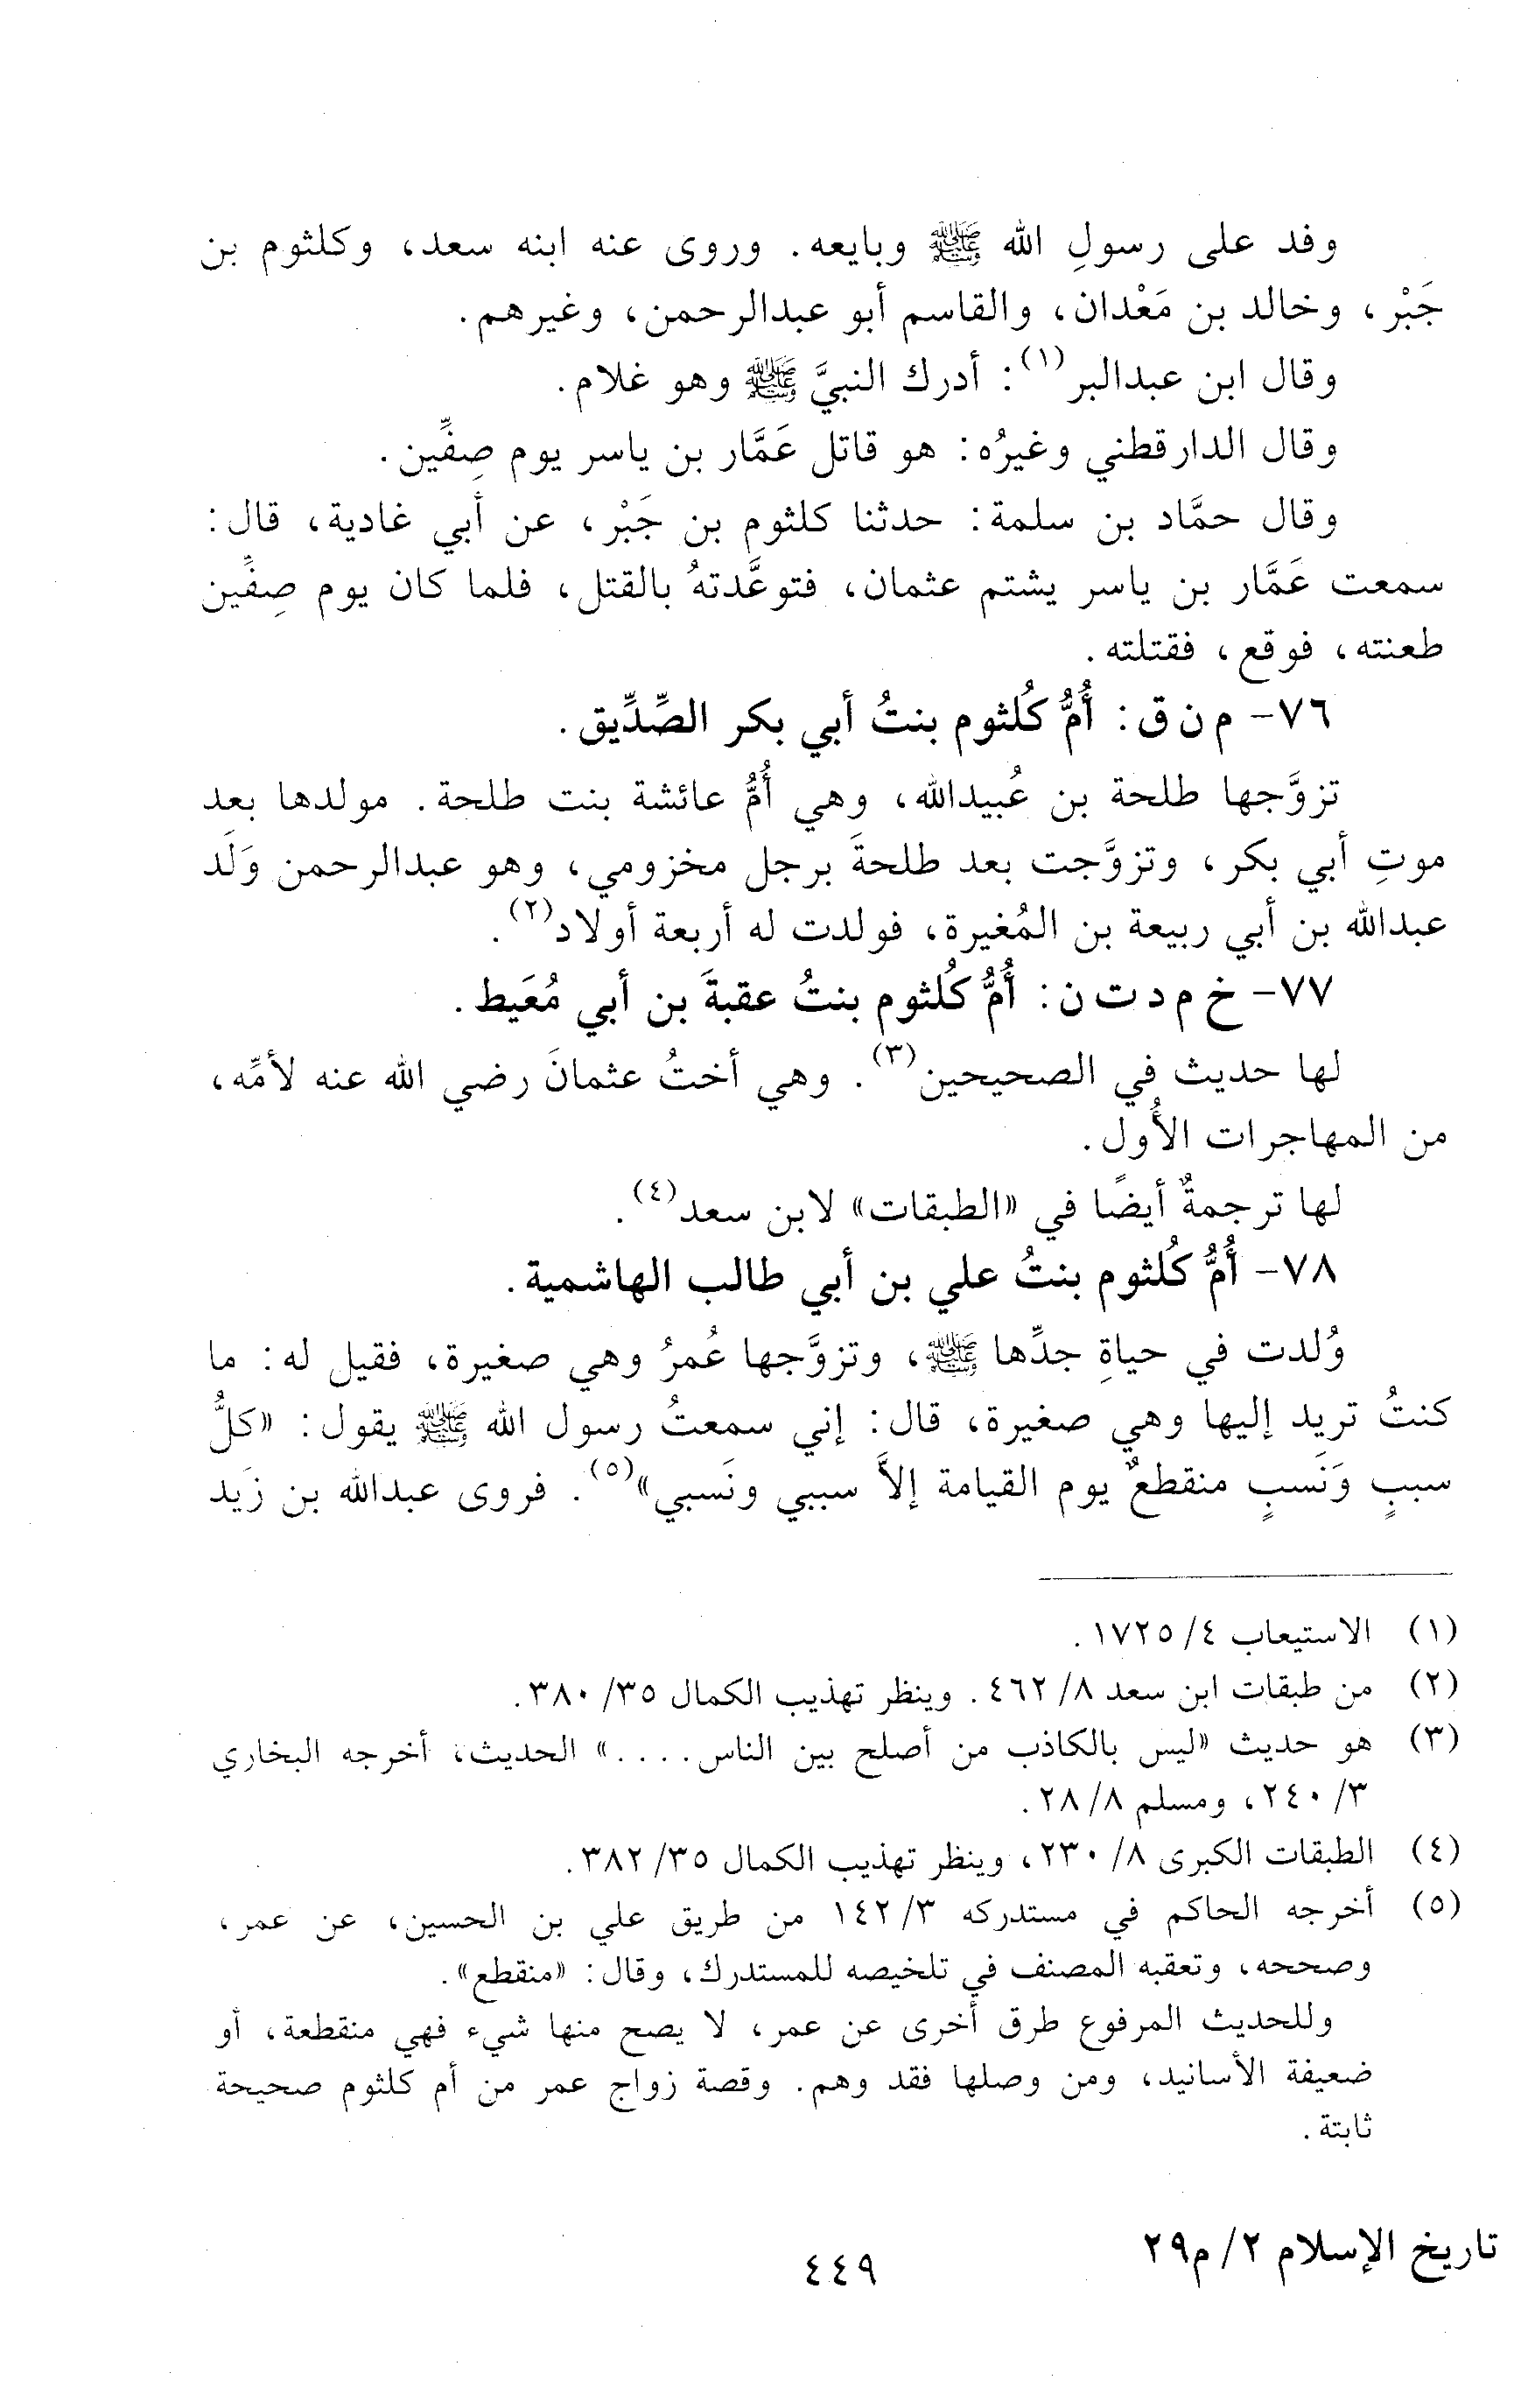 وفد على رسولِ الله ﷺ وبايعه. وروى عنه ابنه سعد، وكلثوم بن
جَبْر، وخالد بن مَعْدان، والقاسم أبو عبدالرحمن، وغيرهم.
وقال ابن عبدالبر(١): أدرك النبيَّ ﷺ وهو غلام.
وقال الدارقطني وغيرُه: هو قاتل عَمَّار بن ياسر يوم صِفِّين.
وقال حمَّاد بن سلمة: حدثنا كلثوم بن جَبْر، عن أبي غادية، قال:
سمعت عَمَّار بن ياسر يشتم عثمان، فتوعَّدتهُ بالقتل، فلما كان يوم صِفِّين
طعنته، فوقع، فقتلته.
٧٦- م ن ق: أُمُّ كُلثوم بنتُ أبي بكر الصِّدِّيق.
تزوَّجها طلحة بن عُبيدالله، وهي أُمُّ عائشة بنت طلحة. مولدها بعد
موتِ أبي بكر، وتزوَّجت بعد طلحةَ برجل مخزومي، وهو عبدالرحمن وَلَد
عبدالله بن أبي ربيعة بن المُغيرة، فولدت له أربعة أولاد(٢).
٧٧- خ م د ت ن: أُمُّ كُلثوم بنتُ عقبةَ بن أبي مُعَيط.
لها حديث في الصحيحين(٣). وهي أختُ عثمانَ رضي الله عنه لأمِّه،
من المهاجرات الأُول.
لها ترجمةٌ أيضًا في «الطبقات» لابن سعد(٤).
٧٨- أُمُّ كُلثوم بنتُ علي بن أبي طالب الهاشمية.
وُلدت في حياةِ جدِّها ﷺ، وتزوَّجها عُمرُ وهي صغيرة، فقيل له: ما
كنتُ تريد إليها وهي صغيرة، قال: إني سمعتُ رسول الله ﷺ يقول: «كلُّ
سببٍ وَنَسبٍ منقطعٌ يوم القيامة إلاَّ سببي ونَسبي»(٥). فروى عبدالله بن زَيد
(١) الاستيعاب ٤/ ١٧٢٥.
(٢) من طبقات ابن سعد ٨/ ٤٦٢. وينظر تهذيب الكمال ٣٥/ ٣٨٠.
(٣) هو حديث «ليس بالكاذب من أصلح بين الناس....» الحديث، أخرجه البخاري
٣/ ٢٤٠، ومسلم ٨/ ٢٨.
(٤) الطبقات الكبرى ٨/ ٢٣٠، وينظر تهذيب الكمال ٣٥/ ٣٨٢.
(٥) أخرجه الحاكم في مستدركه ٣/ ١٤٢ من طريق علي بن الحسين، عن عمر،
وصححه، وتعقبه المصنف في تلخيصه للمستدرك، وقال: «منقطع».
وللحديث المرفوع طرق أخرى عن عمر، لا يصح منها شيء فهي منقطعة، أو
ضعيفة الأسانيد، ومن وصلها فقد وهم. وقصة زواج عمر من أم كلثوم صحيحة
ثابتة.
تاريخ الإسلام ٢/ م٢٩
٤٤٩